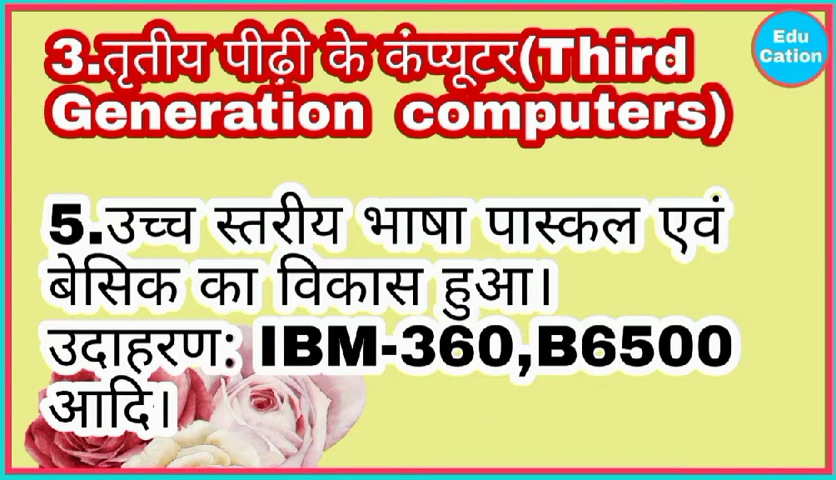 3.तृतीय पीढ़ी के कंप्यूटर(Third
Generation computers)
Edu
Cation
5.उच्च स्तरीय भाषा पास्कल एवं
बेसिक का विकास हुआ।
उदाहरण: IBM-360,B6500
आदि।